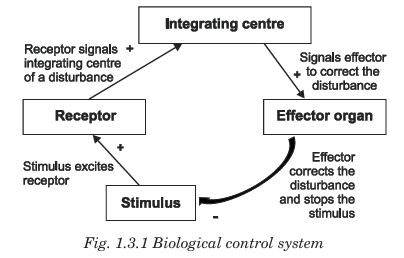 Integrating centre
Receptor signals +
integrating centre
of a disturbance
Signals effector
+ to correct the
disturbance
Receptor
Effector organ
+
Stimulus excites
receptor
Effector
corrects the
disturbance
and stops the
stimulus
Stimulus
-
Fig. 1.3.1 Biological control system